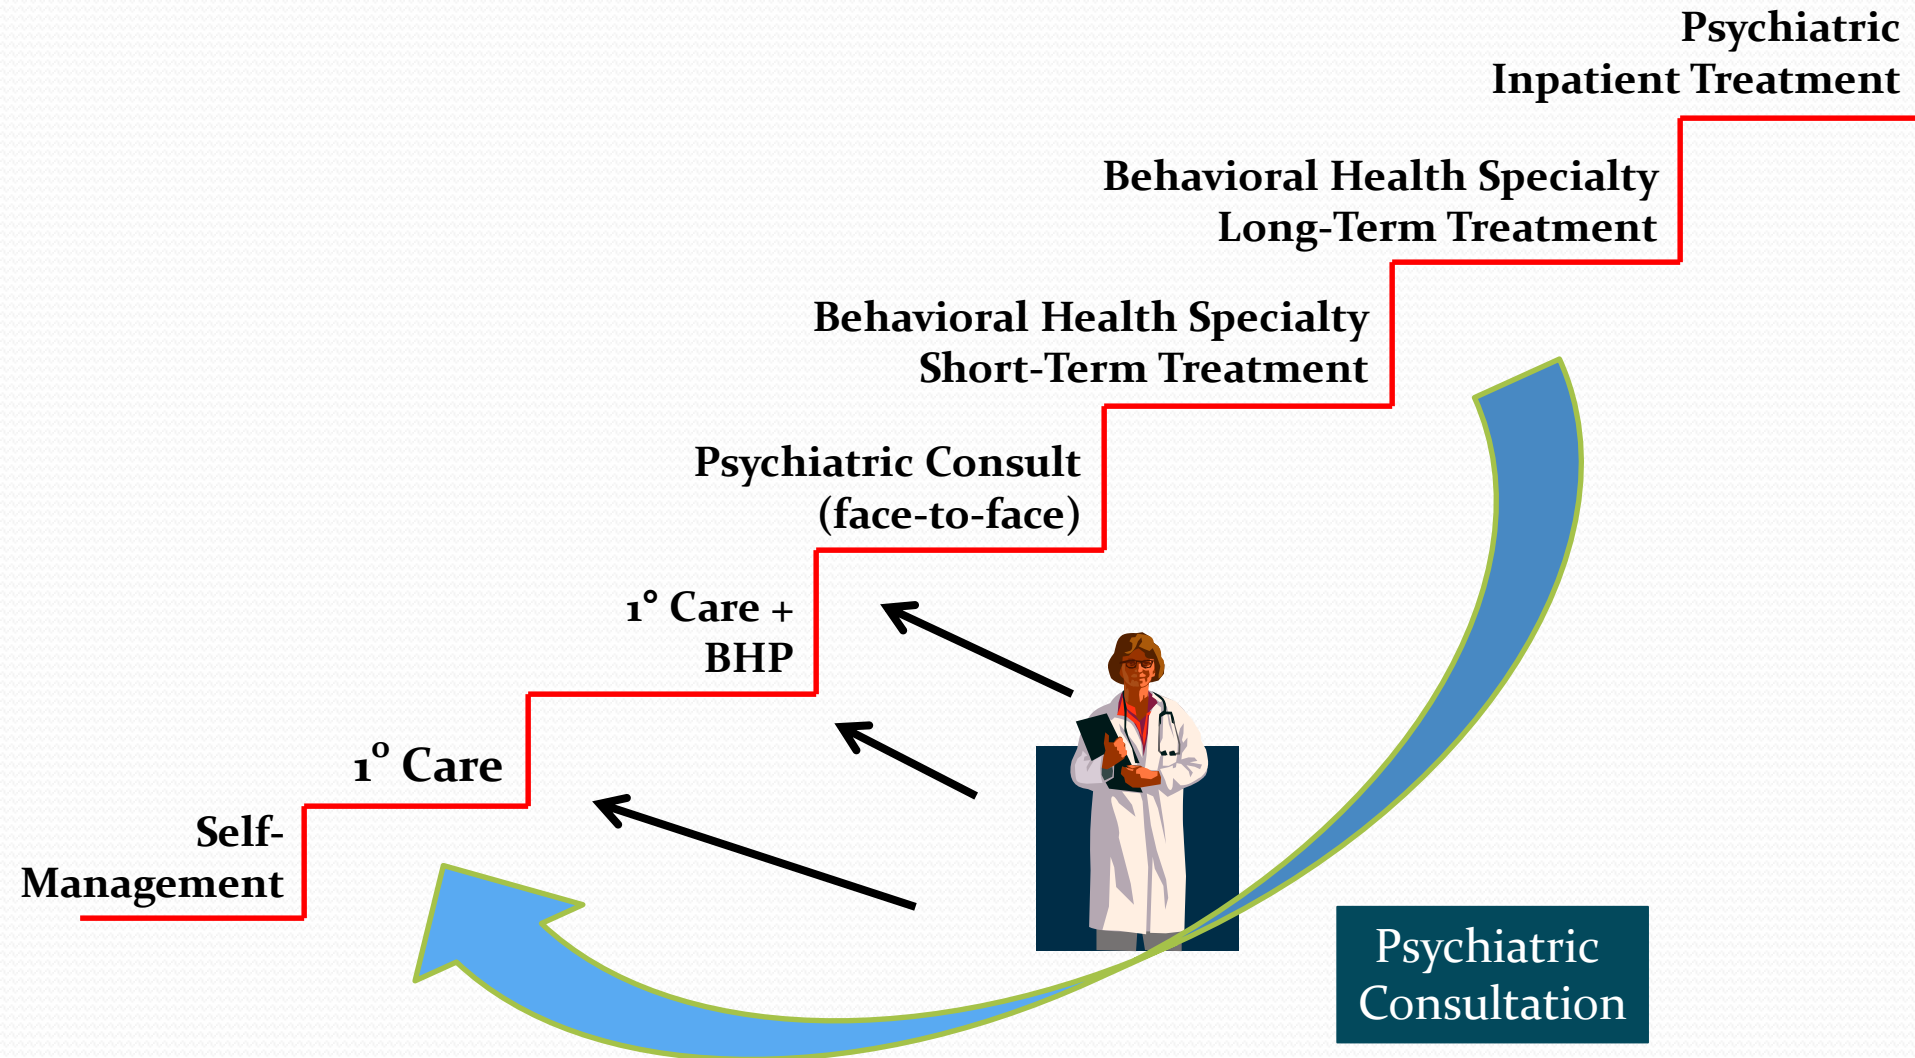 Psychiatric
Inpatient Treatment
Behavioral Health Specialty
Long-Term Treatment
Behavioral Health Specialty
Short-Term Treatment
Psychiatric Consult
(face-to-face)
1° Care +
BHP
1° Care
Self-
Management
Psychiatric
Consultation